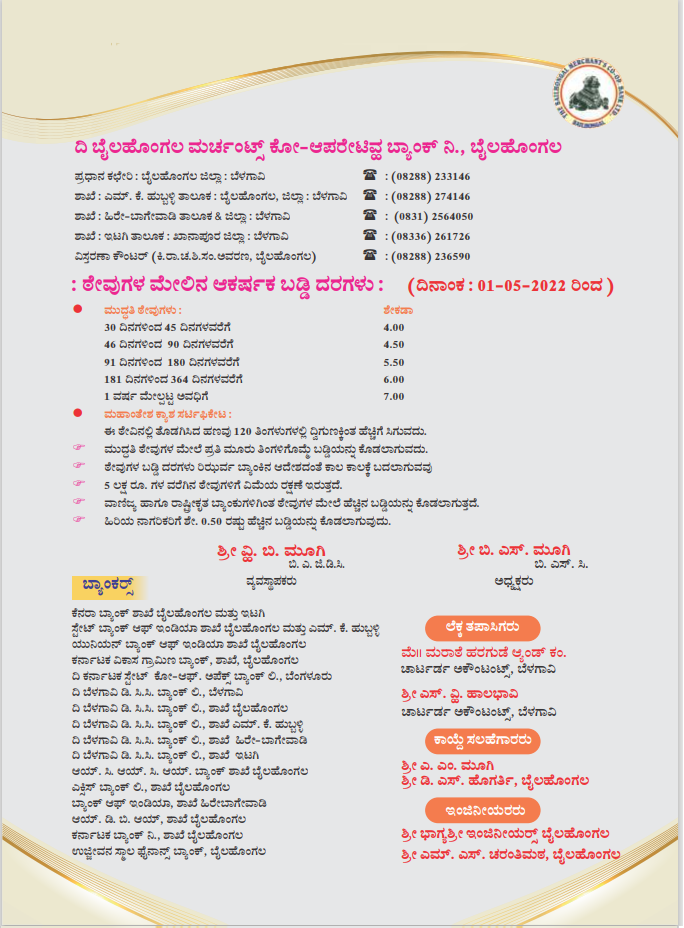 THE BAILHONGAL MERCHANT'S CO-OP BANK LTD.
BAILHONGAL
ದಿ ಬೈಲಹೊಂಗಲ ಮರ್ಚಂಟ್ಸ್ ಕೋ-ಆಪರೇಟಿವ್ಹ ಬ್ಯಾಂಕ್ ನಿ., ಬೈಲಹೊಂಗಲ
ಪ್ರಧಾನ ಕಛೇರಿ : ಬೈಲಹೊಂಗಲ ಜಿಲ್ಲಾ : ಬೆಳಗಾವಿ ☎ : (08288) 233146
ಶಾಖೆ : ಎಮ್. ಕೆ. ಹುಬ್ಬಳ್ಳಿ ತಾಲೂಕ : ಬೈಲಹೊಂಗಲ, ಜಿಲ್ಲಾ : ಬೆಳಗಾವಿ ☎ : (08288) 274146
ಶಾಖೆ : ಹಿರೇ-ಬಾಗೇವಾಡಿ ತಾಲೂಕ & ಜಿಲ್ಲಾ : ಬೆಳಗಾವಿ ☎ : (0831) 2564050
ಶಾಖೆ : ಇಟಗಿ ತಾಲೂಕ : ಖಾನಾಪೂರ ಜಿಲ್ಲಾ : ಬೆಳಗಾವಿ ☎ : (08336) 261726
ವಿಸ್ತರಣಾ ಕೌಂಟರ್ (ಕಿ.ರಾ.ಚ.ಶಿ.ಸಂ.ಆವರಣ, ಬೈಲಹೊಂಗಲ) ☎ : (08288) 236590
: ಠೇವುಗಳ ಮೇಲಿನ ಆಕರ್ಷಕ ಬಡ್ಡಿ ದರಗಳು : (ದಿನಾಂಕ : 01-05-2022 ರಿಂದ )
ಮುದ್ಧತಿ ಠೇವುಗಳು : ಶೇಕಡಾ
30 ದಿನಗಳಿಂದ 45 ದಿನಗಳವರೆಗೆ 4.00
46 ದಿನಗಳಿಂದ 90 ದಿನಗಳವರೆಗೆ 4.50
91 ದಿನಗಳಿಂದ 180 ದಿನಗಳವರೆಗೆ 5.50
181 ದಿನಗಳಿಂದ 364 ದಿನಗಳವರೆಗೆ 6.00
1 ವರ್ಷ ಮೇಲ್ಪಟ್ಟ ಅವಧಿಗೆ 7.00
ಮಹಾಂತೇಶ ಕ್ಯಾಶ ಸರ್ಟಿಫಿಕೇಟ :
ಈ ಠೇವಿನಲ್ಲಿ ತೊಡಗಿಸಿದ ಹಣವು 120 ತಿಂಗಳುಗಳಲ್ಲಿ ದ್ವಿಗುಣಕ್ಕಿಂತ ಹೆಚ್ಚಿಗೆ ಸಿಗುವದು.
ಮುದ್ಧತಿ ಠೇವುಗಳ ಮೇಲೆ ಪ್ರತಿ ಮೂರು ತಿಂಗಳಿಗೊಮ್ಮೆ ಬಡ್ಡಿಯನ್ನು ಕೊಡಲಾಗುವದು.
ಠೇವುಗಳ ಬಡ್ಡಿ ದರಗಳು ರಿಝರ್ವ ಬ್ಯಾಂಕಿನ ಆದೇಶದಂತೆ ಕಾಲ ಕಾಲಕ್ಕೆ ಬದಲಾಗುವವು
5 ಲಕ್ಷ ರೂ. ಗಳ ವರೆಗಿನ ಠೇವುಗಳಿಗೆ ವಿಮೆಯ ರಕ್ಷಣೆ ಇರುತ್ತದೆ.
ವಾಣಿಜ್ಯ ಹಾಗೂ ರಾಷ್ಟ್ರೀಕೃತ ಬ್ಯಾಂಕುಗಳಿಗಿಂತ ಠೇವುಗಳ ಮೇಲೆ ಹೆಚ್ಚಿನ ಬಡ್ಡಿಯನ್ನು ಕೊಡಲಾಗುತ್ತದೆ.
ಹಿರಿಯ ನಾಗರಿಕರಿಗೆ ಶೇ. 0.50 ರಷ್ಟು ಹೆಚ್ಚಿನ ಬಡ್ಡಿಯನ್ನು ಕೊಡಲಾಗುವುದು.
ಶ್ರೀ ವ್ಹಿ. ಬಿ. ಮೂಗಿ
ಬಿ. ಎ. ಜಿ.ಡಿ.ಸಿ.
ವ್ಯವಸ್ಥಾಪಕರು
ಶ್ರೀ ಬಿ. ಎಸ್. ಮೂಗಿ
ಬಿ. ಎಸ್. ಸಿ.
ಅಧ್ಯಕ್ಷರು
ಬ್ಯಾಂಕರ್ಸ್
ಕೆನರಾ ಬ್ಯಾಂಕ್ ಶಾಖೆ ಬೈಲಹೊಂಗಲ ಮತ್ತು ಇಟಗಿ
ಸ್ಟೇಟ್ ಬ್ಯಾಂಕ್ ಆಫ್ ಇಂಡಿಯಾ ಶಾಖೆ ಬೈಲಹೊಂಗಲ ಮತ್ತು ಎಮ್. ಕೆ. ಹುಬ್ಬಳ್ಳಿ
ಯುನಿಯನ್ ಬ್ಯಾಂಕ್ ಆಫ್ ಇಂಡಿಯಾ ಶಾಖೆ ಬೈಲಹೊಂಗಲ
ಕರ್ನಾಟಕ ವಿಕಾಸ ಗ್ರಾಮೀಣ ಬ್ಯಾಂಕ್, ಶಾಖೆ, ಬೈಲಹೊಂಗಲ
ದಿ ಕರ್ನಾಟಕ ಸ್ಟೇಟ್ ಕೋ-ಆಫ್. ಅಪೆಕ್ಸ್ ಬ್ಯಾಂಕ್ ಲಿ., ಬೆಂಗಳೂರು
ದಿ ಬೆಳಗಾವಿ ಡಿ. ಸಿ.ಸಿ. ಬ್ಯಾಂಕ್ ಲಿ., ಬೆಳಗಾವಿ
ದಿ ಬೆಳಗಾವಿ ಡಿ. ಸಿ.ಸಿ. ಬ್ಯಾಂಕ್ ಲಿ., ಶಾಖೆ ಬೈಲಹೊಂಗಲ
ದಿ ಬೆಳಗಾವಿ ಡಿ. ಸಿ.ಸಿ. ಬ್ಯಾಂಕ್ ಲಿ., ಶಾಖೆ ಎಮ್. ಕೆ. ಹುಬ್ಬಳ್ಳಿ
ದಿ ಬೆಳಗಾವಿ ಡಿ. ಸಿ.ಸಿ. ಬ್ಯಾಂಕ್ ಲಿ., ಶಾಖೆ ಹಿರೇ-ಬಾಗೇವಾಡಿ
ದಿ ಬೆಳಗಾವಿ ಡಿ. ಸಿ.ಸಿ. ಬ್ಯಾಂಕ್ ಲಿ., ಶಾಖೆ ಇಟಗಿ
ಆಯ್. ಸಿ. ಆಯ್. ಸಿ. ಆಯ್. ಬ್ಯಾಂಕ್ ಶಾಖೆ ಬೈಲಹೊಂಗಲ
ಎಕ್ಸಿಸ್ ಬ್ಯಾಂಕ್ ಲಿ., ಶಾಖೆ ಬೈಲಹೊಂಗಲ
ಬ್ಯಾಂಕ್ ಆಫ್ ಇಂಡಿಯಾ, ಶಾಖೆ ಹಿರೇಬಾಗೇವಾಡಿ
ಆಯ್. ಡಿ. ಬಿ. ಆಯ್, ಶಾಖೆ ಬೈಲಹೊಂಗಲ
ಕರ್ನಾಟಕ ಬ್ಯಾಂಕ್ ನಿ., ಶಾಖೆ ಬೈಲಹೊಂಗಲ
ಉಜ್ಜೀವನ ಸ್ಮಾಲ ಫೈನಾನ್ಸ್ ಬ್ಯಾಂಕ್, ಬೈಲಹೊಂಗಲ
ಲೆಕ್ಕ ತಪಾಸಿಗರು
ಮೆ॥ ಮರಾಠೆ ಹರಗುಡೆ ಆ್ಯಂಡ್ ಕಂ.
ಚಾರ್ಟರ್ಡ ಅಕೌಂಟಂಟ್ಸ್, ಬೆಳಗಾವಿ
ಶ್ರೀ ಎಸ್. ವ್ಹಿ. ಹಾಲಭಾವಿ
ಚಾರ್ಟರ್ಡ ಅಕೌಂಟಂಟ್ಸ್, ಬೆಳಗಾವಿ
ಕಾಯ್ದೆ ಸಲಹೆಗಾರರು
ಶ್ರೀ ಎ. ಎಂ. ಮೂಗಿ
ಶ್ರೀ ಡಿ. ಎಸ್. ಹೊಗರ್ತಿ, ಬೈಲಹೊಂಗಲ
ಇಂಜಿನೀಯರರು
ಶ್ರೀ ಭಾಗ್ಯಶ್ರೀ ಇಂಜಿನೀಯರ್ಸ್ ಬೈಲಹೊಂಗಲ
ಶ್ರೀ ಎಮ್. ಎಸ್. ಚರಂತಿಮಠ, ಬೈಲಹೊಂಗಲ